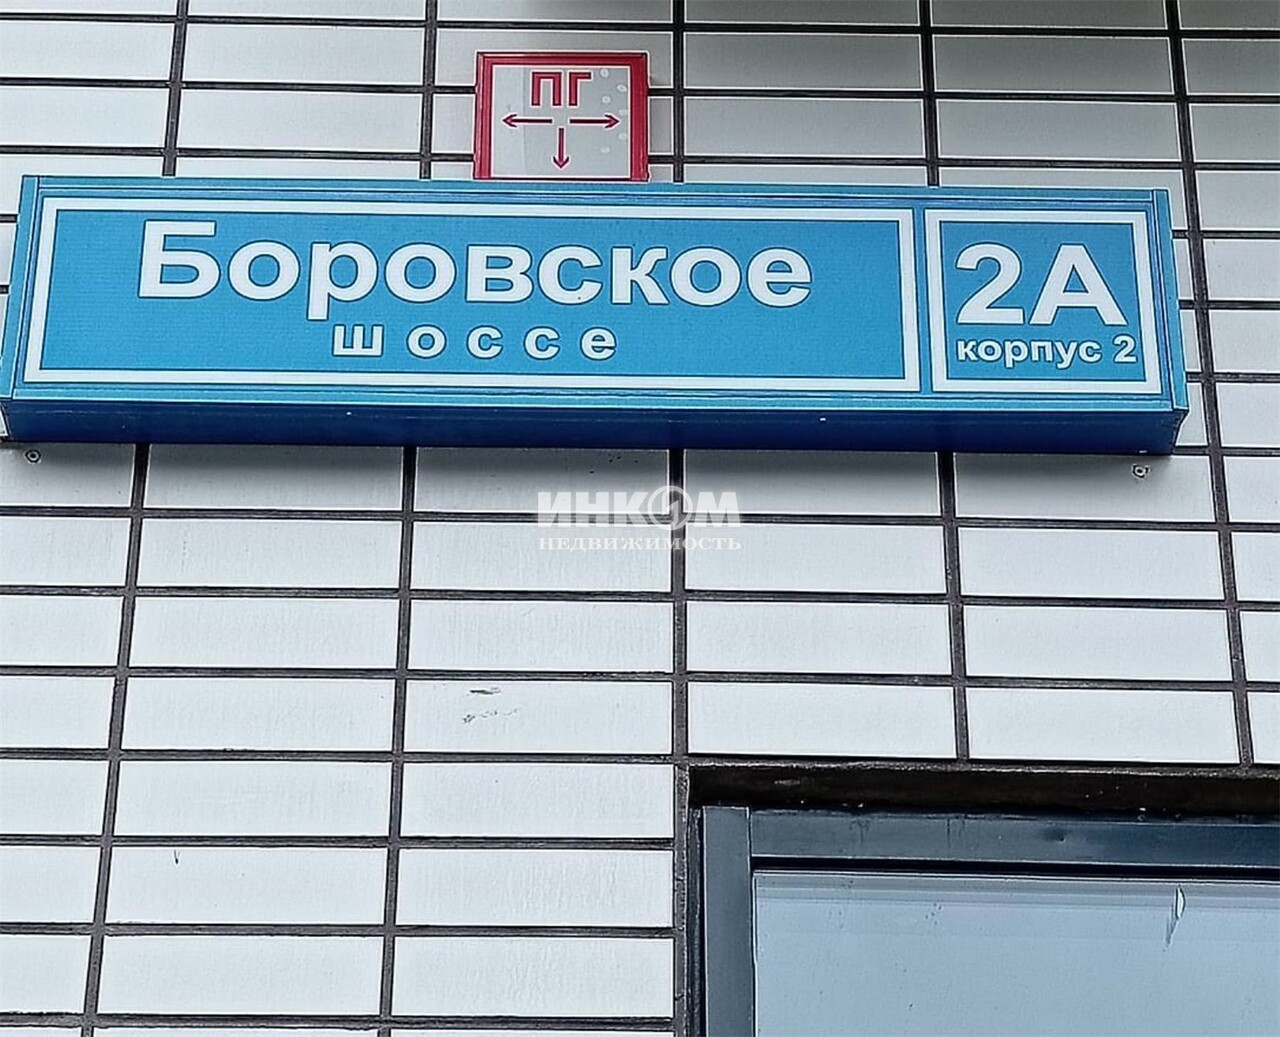 ПГ
Боровское
шоссе
2А
корпус 2
ИНКОМ
НЕДВИЖИМОСТЬ